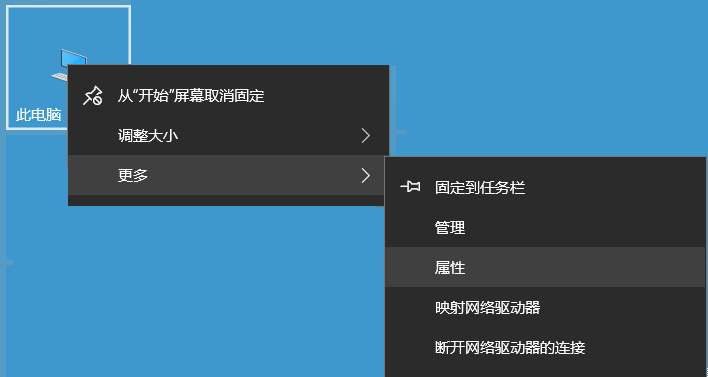 此电脑
从“开始”屏幕取消固定
调整大小
更多
固定到任务栏
管理
属性
映射网络驱动器
断开网络驱动器的连接